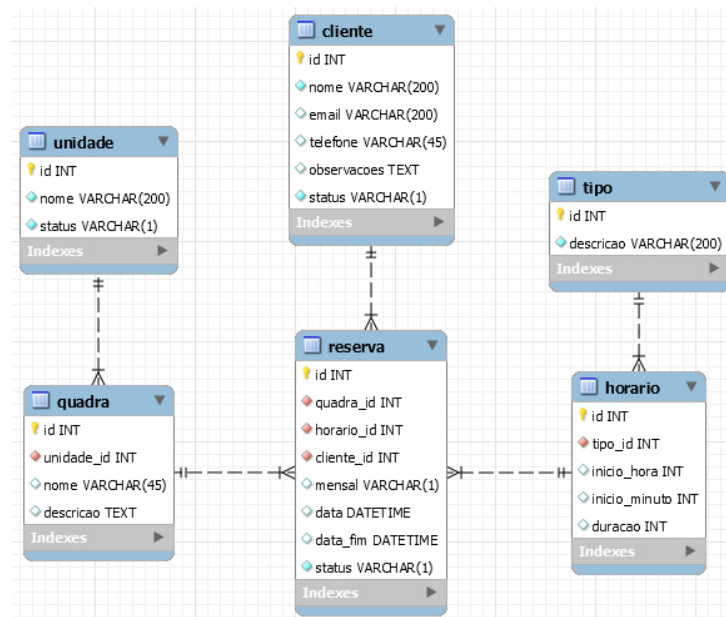 cliente
id INT
nome VARCHAR(200)
email VARCHAR(200)
telefone VARCHAR(45)
observacoes TEXT
status VARCHAR(1)
Indexes
unidade
id INT
nome VARCHAR(200)
status VARCHAR(1)
Indexes
tipo
id INT
descricao VARCHAR(200)
Indexes
quadra
id INT
unidade_id INT
nome VARCHAR(45)
descricao TEXT
Indexes
reserva
id INT
quadra_id INT
horario_id INT
cliente_id INT
mensal VARCHAR(1)
data DATETIME
data_fim DATETIME
status VARCHAR(1)
Indexes
horario
id INT
tipo_id INT
inicio_hora INT
inicio_minuto INT
duracao INT
Indexes